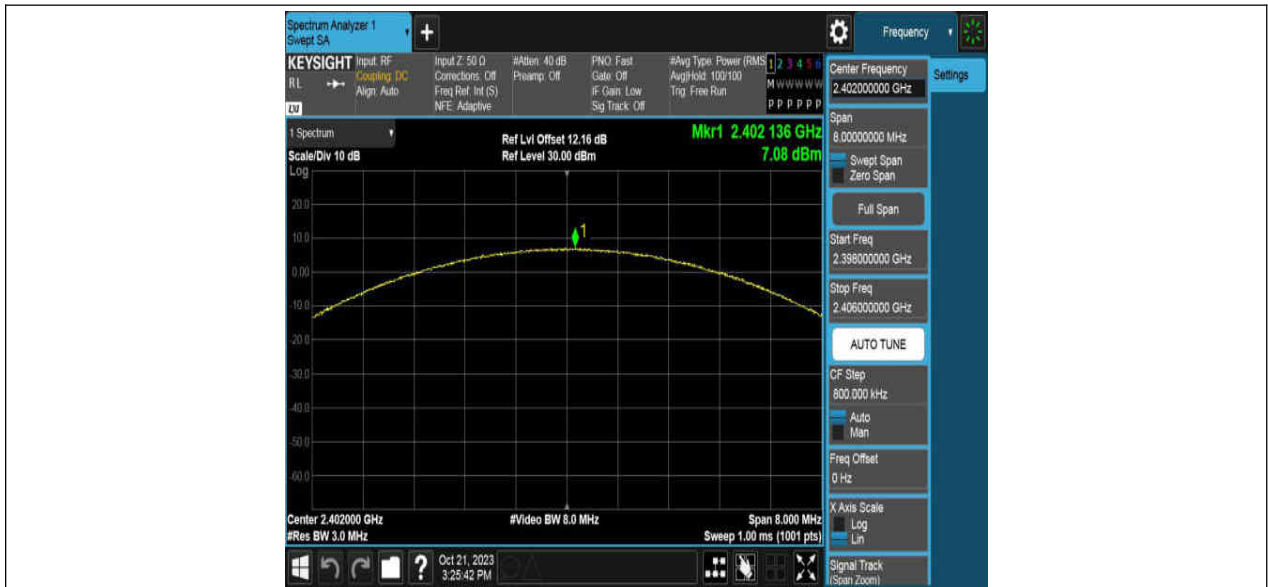 Spectrum Analyzer 1
Swept SA
+
Frequency
KEYSIGHT
RL
Input: RF
Coupling: DC
Align: Auto
Input Z: 50 Ω
Corrections: Off
Freq Ref: Int (S)
NFE: Adaptive
#Atten: 40 dB
Preamp: Off
PNO: Fast
Gate: Off
IF Gain: Low
Sig Track: Off
#Avg Type: Power (RMS
Avg|Hold: 100/100
Trig: Free Run
1 2 3 4 5 6
M W W W W W
P P P P P P
1 Spectrum
Scale/Div 10 dB
Log
Ref Lvl Offset 12.16 dB
Ref Level 30.00 dBm
Mkr1 2.402 136 GHz
7.08 dBm
20.0
10.0
0.00
-10.0
-20.0
-30.0
-40.0
-50.0
-60.0
1
Center 2.402000 GHz
#Res BW 3.0 MHz
#Video BW 8.0 MHz
Span 8.000 MHz
Sweep 1.00 ms (1001 pts)
?
Oct 21, 2023
3:25:42 PM
Center Frequency
2.402000000 GHz
Settings
Span
8.00000000 MHz
Swept Span
Zero Span
Full Span
Start Freq
2.398000000 GHz
Stop Freq
2.406000000 GHz
AUTO TUNE
CF Step
800.000 kHz
Auto
Man
Freq Offset
0 Hz
X Axis Scale
Log
Lin
Signal Track
(Span Zoom)